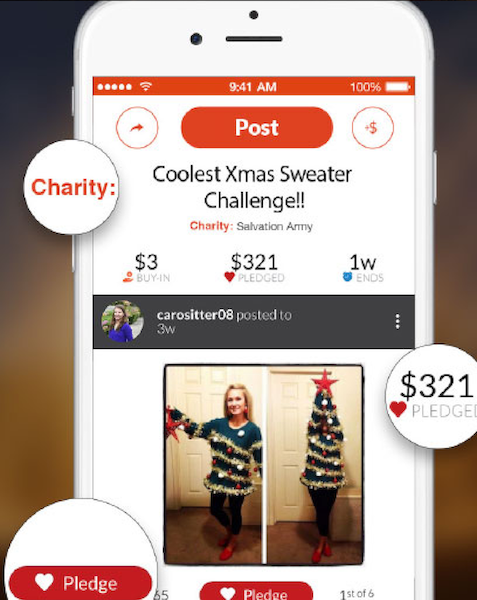 9:41 AM 100%
Post
+$
Coolest Xmas Sweater
Challenge!!
Charity: Salvation Army
Charity:
$3 $321 1w
BUY-IN PLEDGED ENDS
carositter08 posted to
3w
$321
PLEDGED
Pledge
65 Pledge 1st of 6